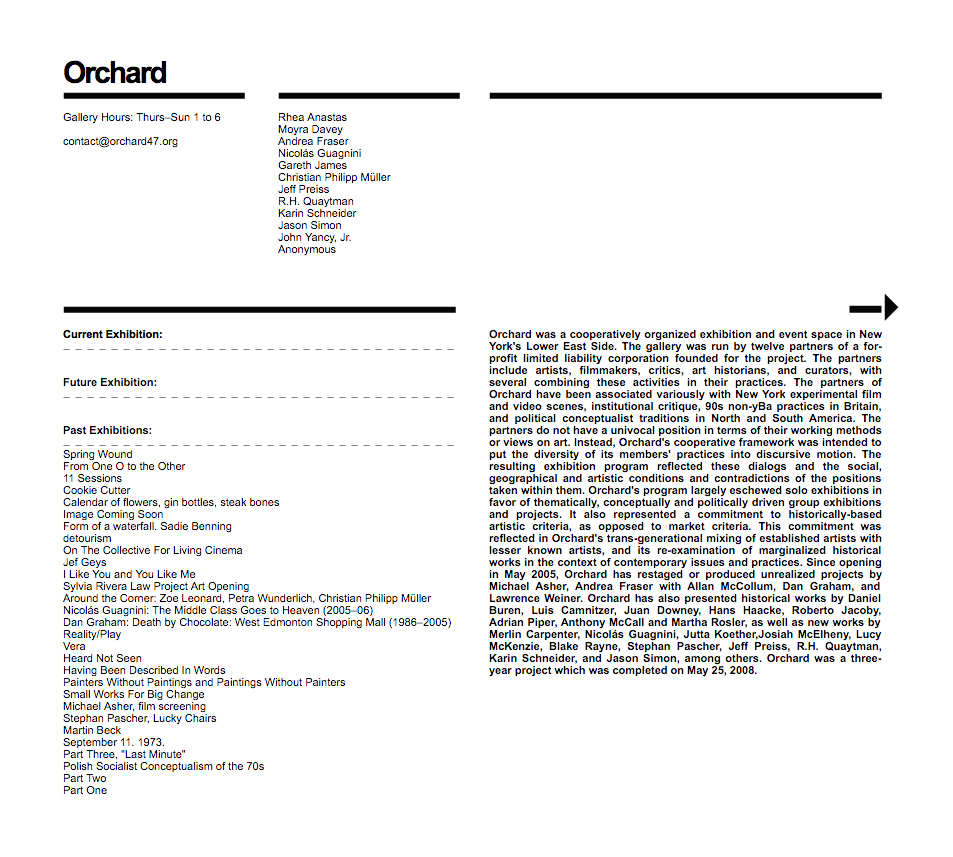 Orchard
Gallery Hours: Thurs–Sun 1 to 6
contact@orchard47.org
Rhea Anastas
Moyra Davey
Andrea Fraser
Nicolás Guagnini
Gareth James
Christian Philipp Müller
Jeff Preiss
R.H. Quaytman
Karin Schneider
Jason Simon
John Yancy, Jr.
Anonymous
Current Exhibition:
Future Exhibition:
Past Exhibitions:
Spring Wound
From One O to the Other
11 Sessions
Cookie Cutter
Calendar of flowers, gin bottles, steak bones
Image Coming Soon
Form of a waterfall. Sadie Benning
detourism
On The Collective For Living Cinema
Jef Geys
I Like You and You Like Me
Sylvia Rivera Law Project Art Opening
Around the Corner: Zoe Leonard, Petra Wunderlich, Christian Philipp Müller
Nicolás Guagnini: The Middle Class Goes to Heaven (2005–06)
Dan Graham: Death by Chocolate: West Edmonton Shopping Mall (1986–2005)
Reality/Play
Vera
Heard Not Seen
Having Been Described In Words
Painters Without Paintings and Paintings Without Painters
Small Works For Big Change
Michael Asher, film screening
Stephan Pascher, Lucky Chairs
Martin Beck
September 11. 1973.
Part Three, "Last Minute"
Polish Socialist Conceptualism of the 70s
Part Two
Part One
Orchard was a cooperatively organized exhibition and event space in New
York's Lower East Side. The gallery was run by twelve partners of a for-
profit limited liability corporation founded for the project. The partners
include artists, filmmakers, critics, art historians, and curators, with
several combining these activities in their practices. The partners of
Orchard have been associated variously with New York experimental film
and video scenes, institutional critique, 90s non-yBa practices in Britain,
and political conceptualist traditions in North and South America. The
partners do not have a univocal position in terms of their working methods
or views on art. Instead, Orchard's cooperative framework was intended to
put the diversity of its members' practices into discursive motion. The
resulting exhibition program reflected these dialogs and the social,
geographical and artistic conditions and contradictions of the positions
taken within them. Orchard's program largely eschewed solo exhibitions in
favor of thematically, conceptually and politically driven group exhibitions
and projects. It also represented a commitment to historically-based
artistic criteria, as opposed to market criteria. This commitment was
reflected in Orchard's trans-generational mixing of established artists with
lesser known artists, and its re-examination of marginalized historical
works in the context of contemporary issues and practices. Since opening
in May 2005, Orchard has restaged or produced unrealized projects by
Michael Asher, Andrea Fraser with Allan McCollum, Dan Graham, and
Lawrence Weiner. Orchard has also presented historical works by Daniel
Buren, Luis Camnitzer, Juan Downey, Hans Haacke, Roberto Jacoby,
Adrian Piper, Anthony McCall and Martha Rosler, as well as new works by
Merlin Carpenter, Nicolás Guagnini, Jutta Koether,Josiah McElheny, Lucy
McKenzie, Blake Rayne, Stephan Pascher, Jeff Preiss, R.H. Quaytman,
Karin Schneider, and Jason Simon, among others. Orchard was a three-
year project which was completed on May 25, 2008.